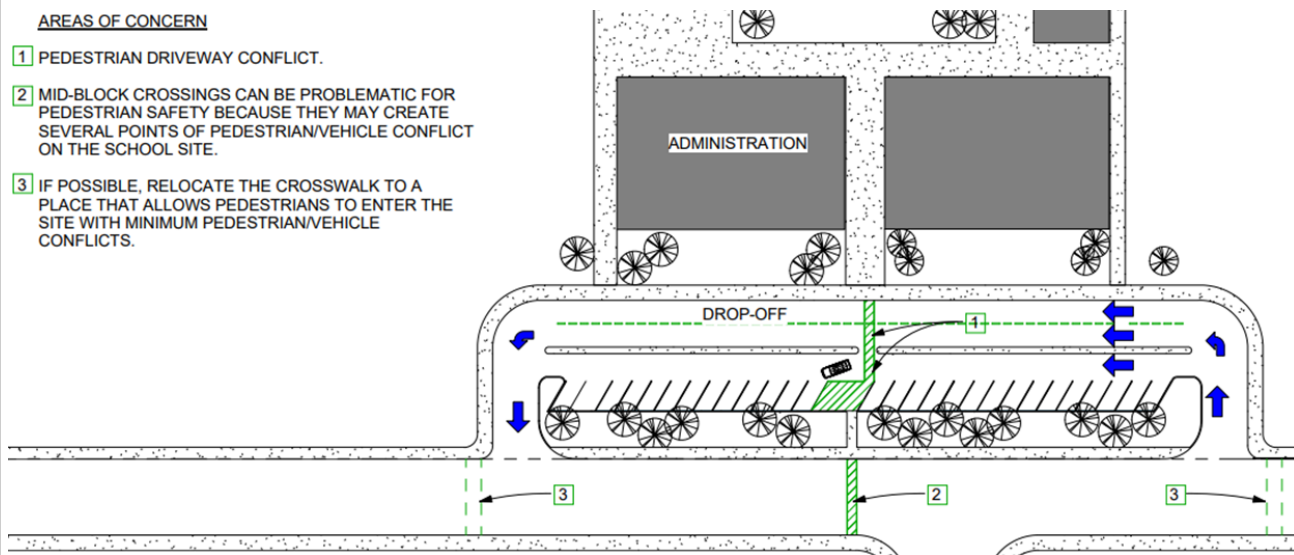 AREAS OF CONCERN
1 PEDESTRIAN DRIVEWAY CONFLICT.
2 MID-BLOCK CROSSINGS CAN BE PROBLEMATIC FOR
PEDESTRIAN SAFETY BECAUSE THEY MAY CREATE
SEVERAL POINTS OF PEDESTRIAN/VEHICLE CONFLICT
ON THE SCHOOL SITE.
3 IF POSSIBLE, RELOCATE THE CROSSWALK TO A
PLACE THAT ALLOWS PEDESTRIANS TO ENTER THE
SITE WITH MINIMUM PEDESTRIAN/VEHICLE
CONFLICTS.
ADMINISTRATION
DROP-OFF
1
3
2
3